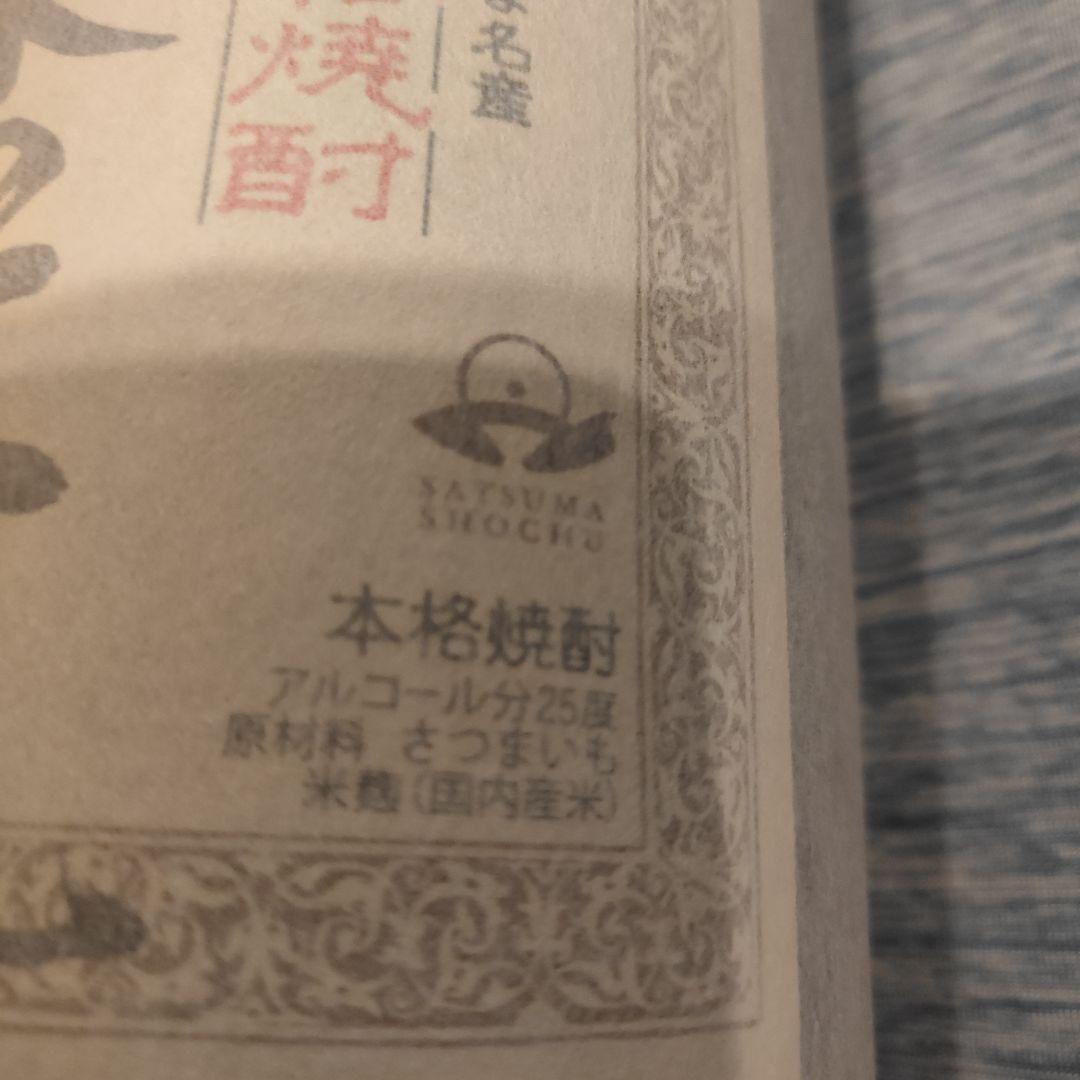 名産
焼酎
SATSUMA
SHOCHU
本格焼酎
アルコール分25度
原材料 さつまいも
米麹(国内産米)